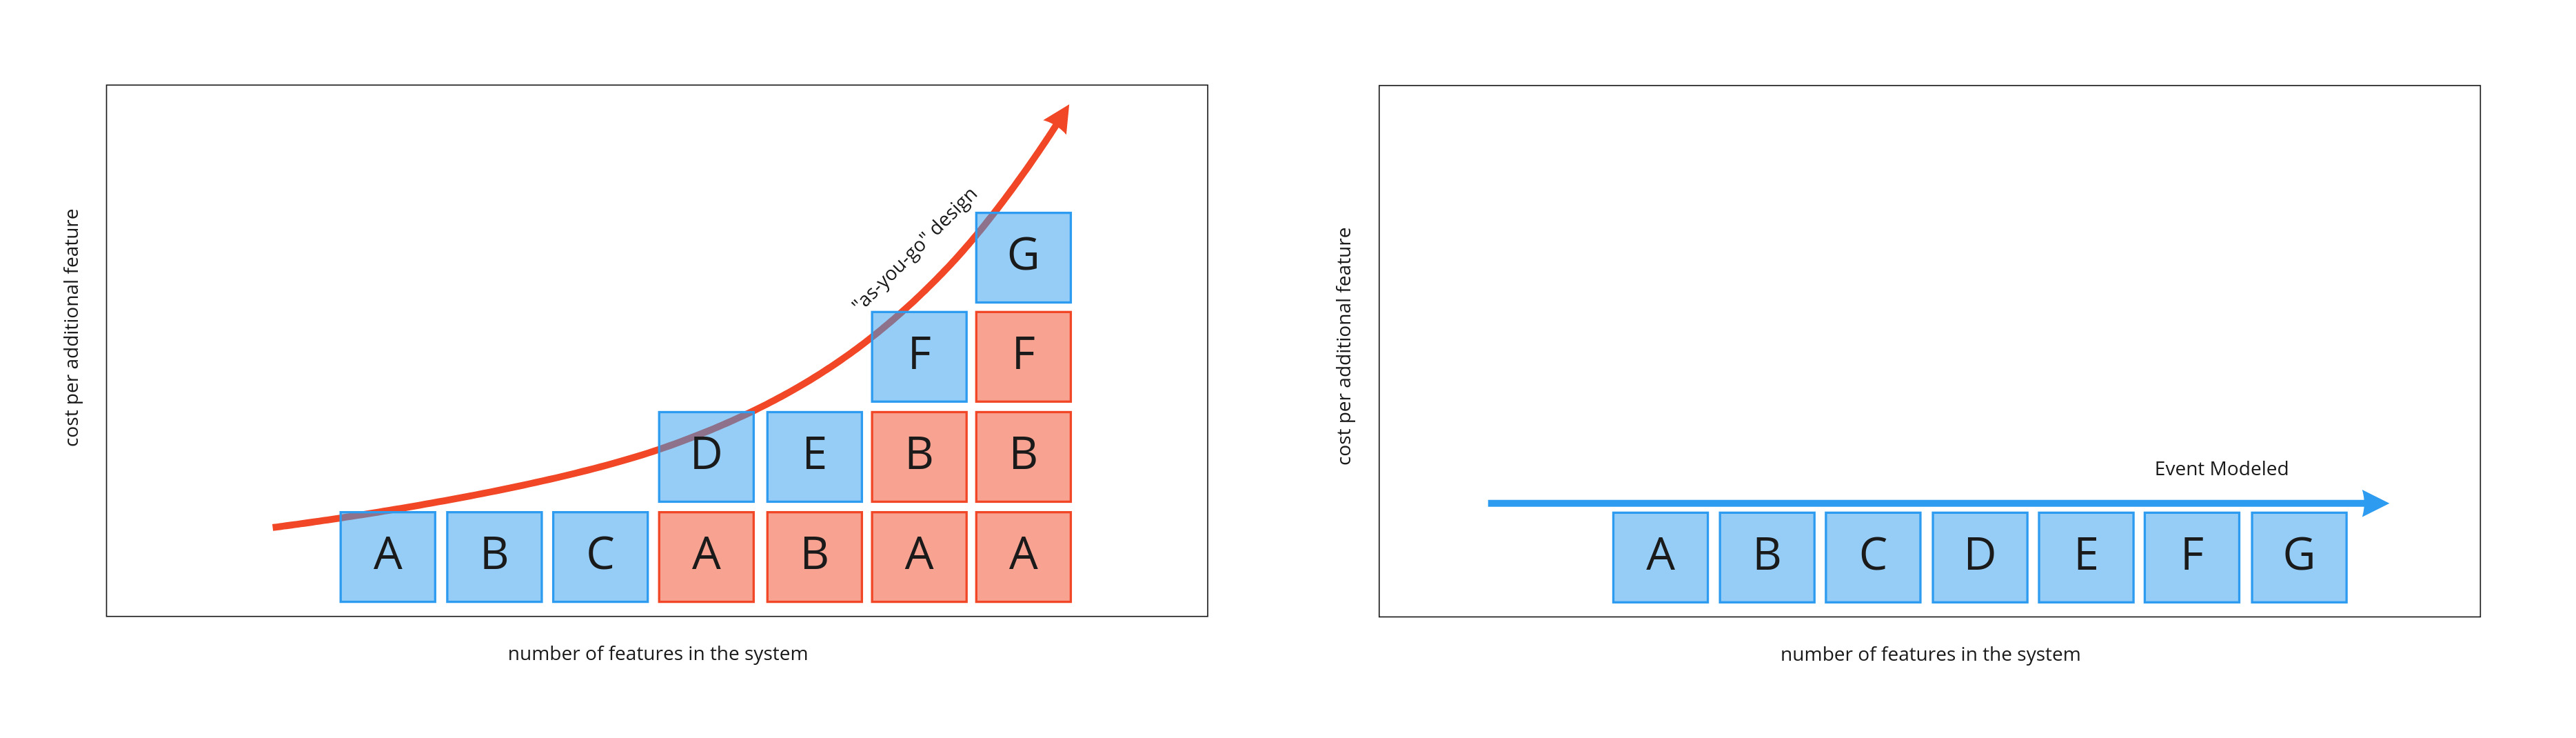 cost per additional feature
"as-you-go" design
G
F F
D E B B
A B C A B A A
number of features in the system
cost per additional feature
Event Modeled
A B C D E F G
number of features in the system